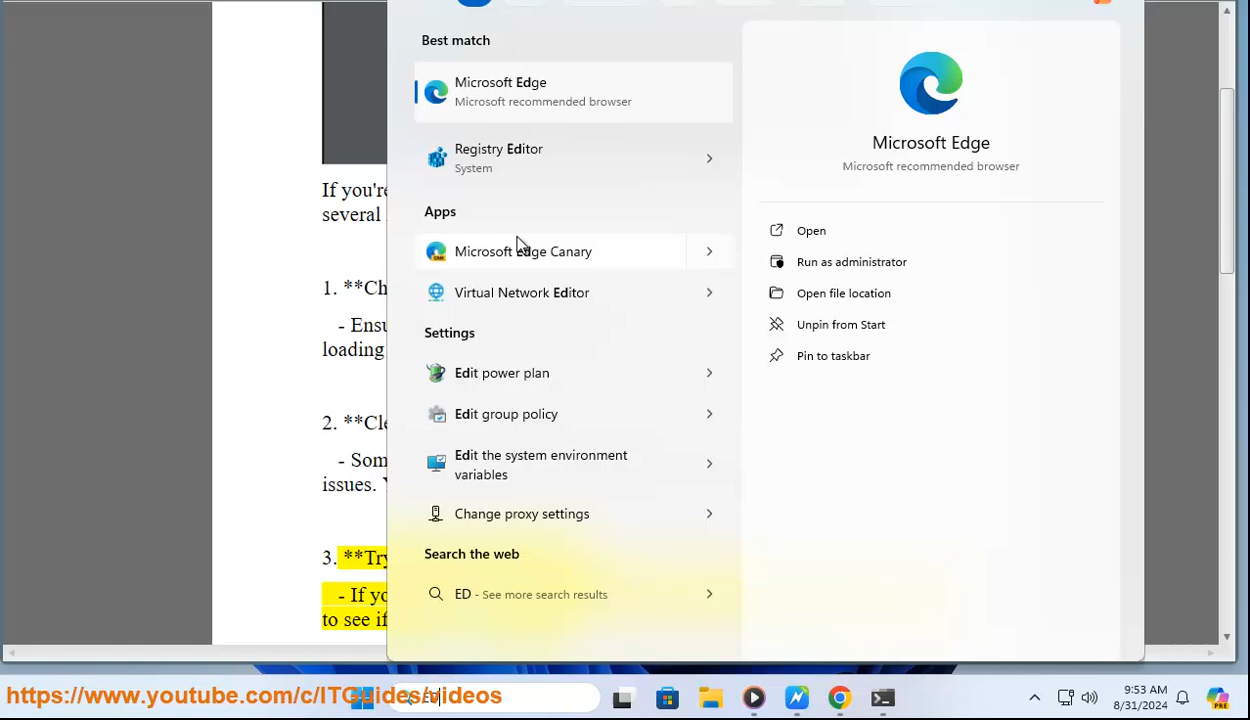 Best match
Microsoft Edge
Microsoft recommended browser
Registry Editor
System
Apps
Microsoft Edge Canary
Virtual Network Editor
Settings
Edit power plan
Edit group policy
Edit the system environment
variables
Change proxy settings
Search the web
ED - See more search results
Microsoft Edge
Microsoft recommended browser
Open
Run as administrator
Open file location
Unpin from Start
Pin to taskbar
If you're
several
1. **Ch
- Ensu
loading
2. **Cle
- Som
issues. Y
3. **Try
- If yo
to see if
https://www.youtube.com/c/ITGuides/videos
9:53 AM
8/31/2024
PRE